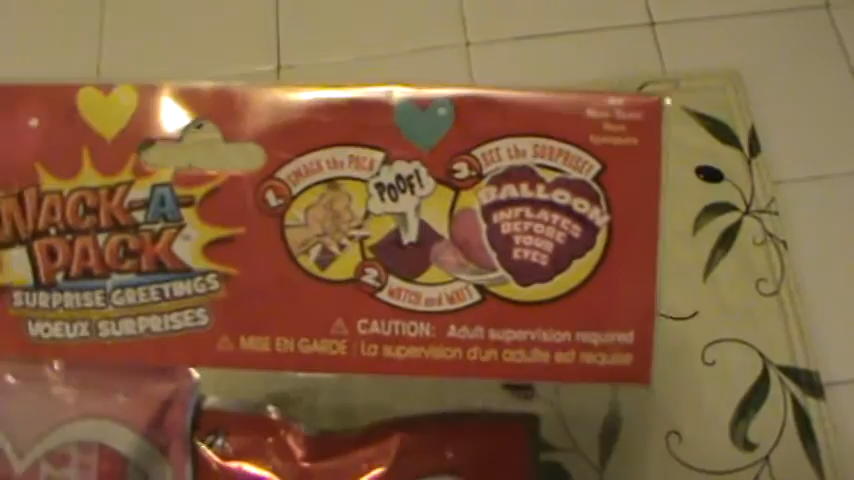 WACK-A-
PACK
SURPRISE GREETINGS
VOEUX SURPRISES
1. SMACK the PACK
POOF!
2. WATCH and WAIT
3. GET the SURPRISE!
BALLOON
INFLATES
BEFORE
YOUR
EYES
CAUTION: Adult supervision required
MISE EN GARDE : La supervision d'un adulte est requise